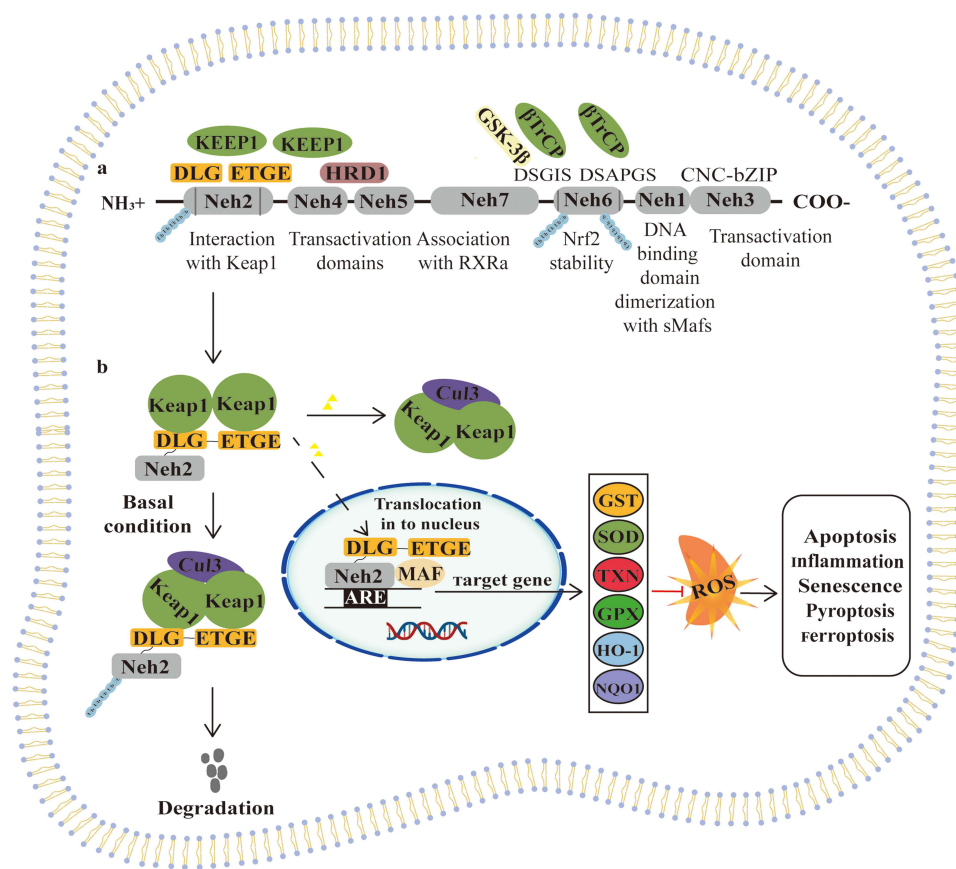 KEEP1
KEEP1
GSK-3β
βTrCP
βTrCP
a
DLG ETGE
HRD1
DSGIS DSAPGS
CNC-bZIP
NH₃+
Neh2
Neh4
Neh5
Neh7
Neh6
Neh1
Neh3
COO-
Interaction
with Keap1
Transactivation
domains
Association
with RXRa
Nrf2
stability
DNA
binding
domain
dimerization
with sMafs
Transactivation
domain
b
Keap1
Keap1
DLG
ETGE
Neh2
Cul3
Keap1
Keap1
Basal
condition
Cul3
Keap1
Keap1
DLG
ETGE
Neh2
Degradation
Translocation
in to nucleus
DLG
ETGE
Neh2
MAF
ARE
Target gene
GST
SOD
TXN
GPX
HO-1
NQO1
ROS
Apoptosis
Inflammation
Senescence
Pyroptosis
Ferroptosis